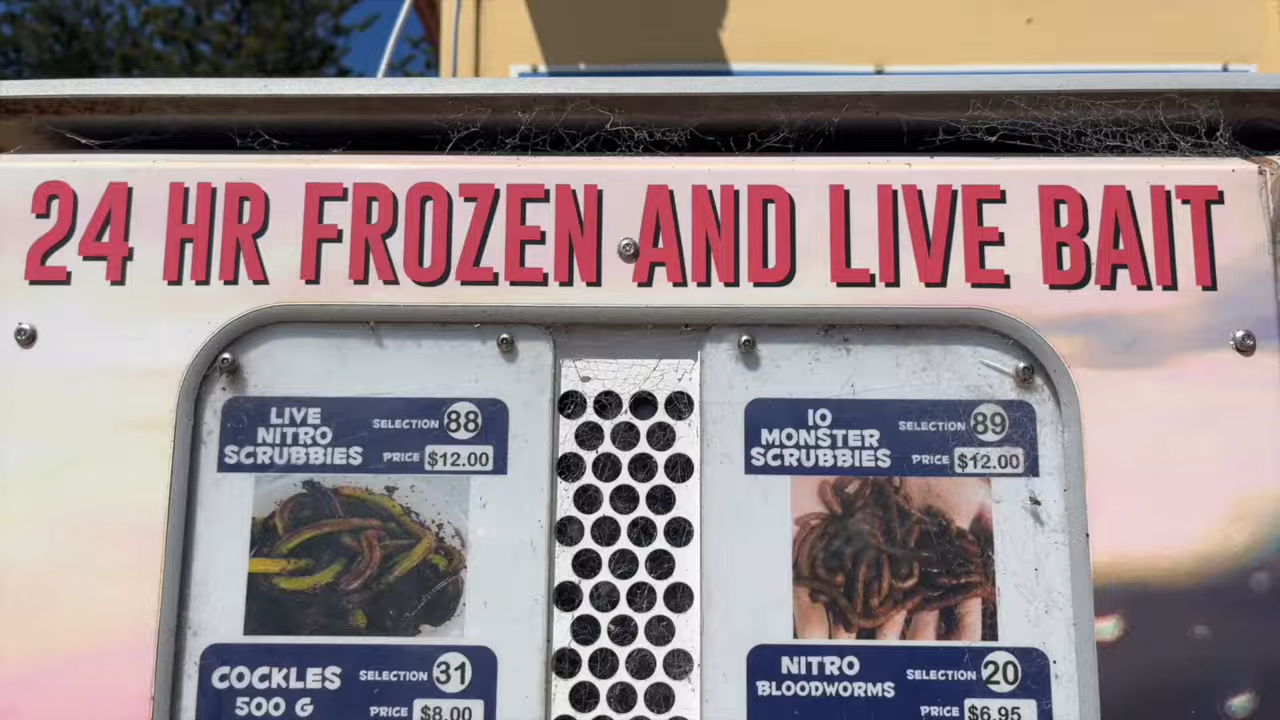 24 HR FROZEN AND LIVE BAIT
LIVE
NITRO
SCRUBBIES
SELECTION 88
PRICE $12.00
10
MONSTER
SCRUBBIES
SELECTION 89
PRICE $12.00
COCKLES
500 G
SELECTION 31
PRICE $8.00
NITRO
BLOODWORMS
SELECTION 20
PRICE $6.95